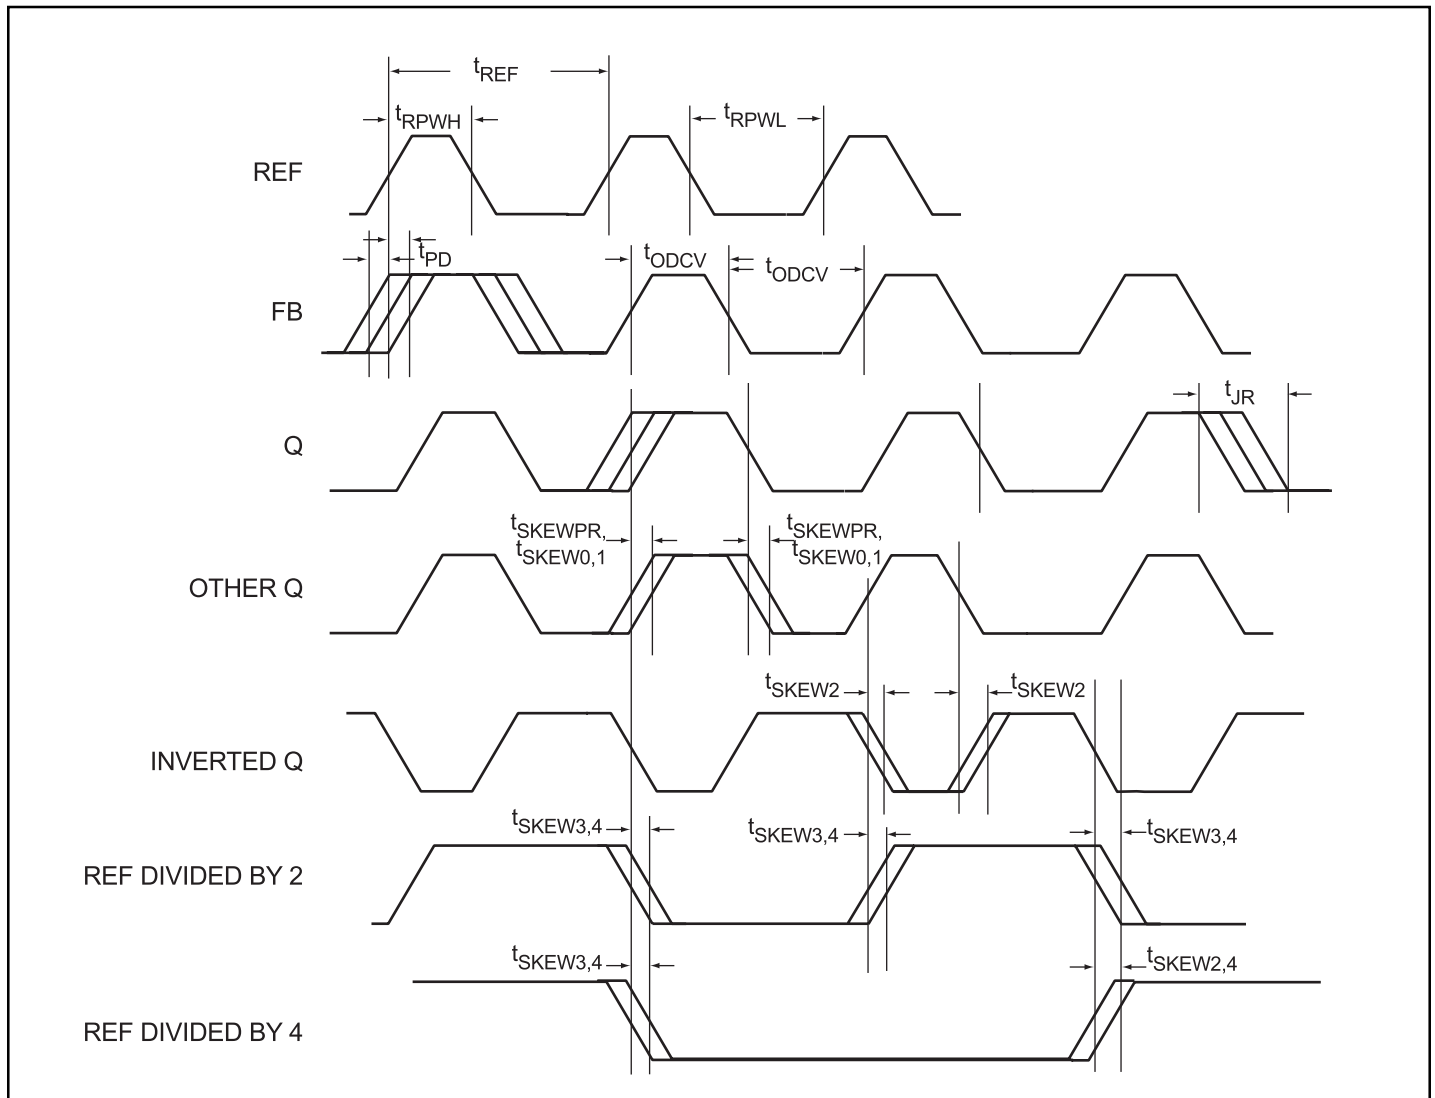 tREF
tRPWH
tRPWL
REF
tPD
tODCV
tODCV
FB
tJR
Q
tSKEWPR,
tSKEW0,1
tSKEWPR,
tSKEW0,1
OTHER Q
tSKEW2
tSKEW2
INVERTED Q
tSKEW3,4
tSKEW3,4
tSKEW3,4
REF DIVIDED BY 2
tSKEW3,4
tSKEW2,4
REF DIVIDED BY 4